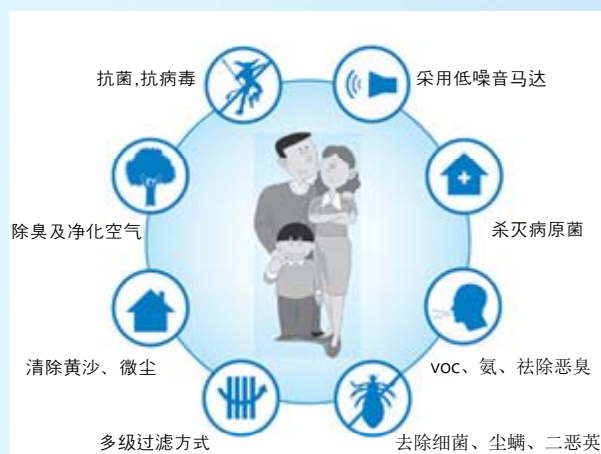 抗菌,抗病毒
采用低噪音马达
除臭及净化空气
杀灭病原菌
清除黄沙、微尘
voc、氨、祛除恶臭
多级过滤方式
去除细菌、尘螨、二恶英